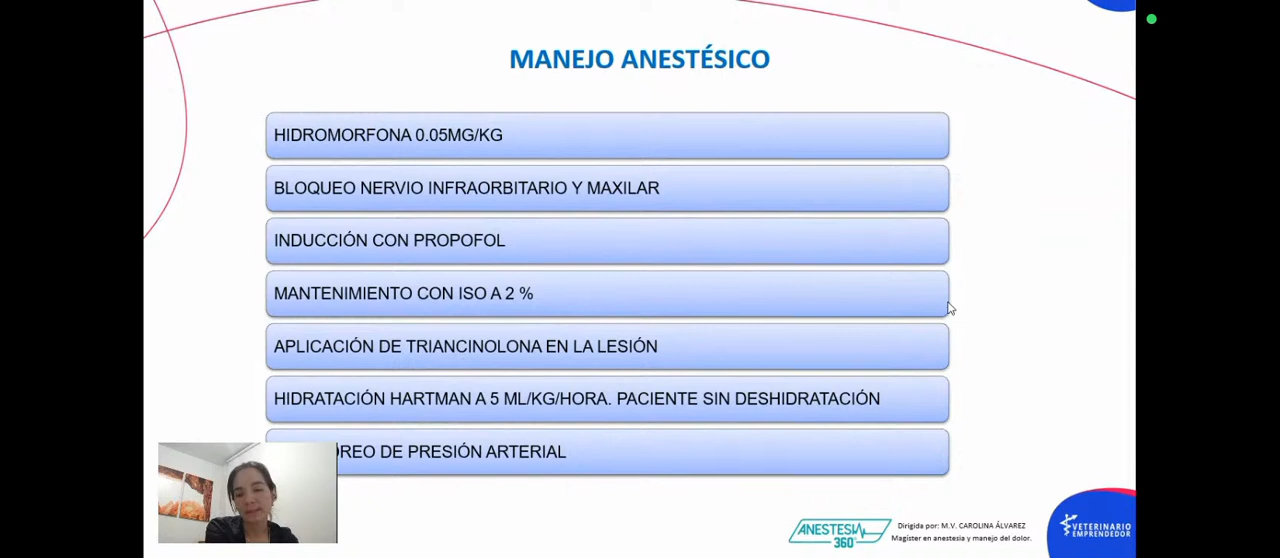 MANEJO ANESTÉSICO
HIDROMORFONA 0.05MG/KG
BLOQUEO NERVIO INFRAORBITARIO Y MAXILAR
INDUCCIÓN CON PROPOFOL
MANTENIMIENTO CON ISO A 2 %
APLICACIÓN DE TRIANCINOLONA EN LA LESIÓN
HIDRATACIÓN HARTMAN A 5 ML/KG/HORA. PACIENTE SIN DESHIDRATACIÓN
DE PRESIÓN ARTERIAL
ANESTESIA
360°
Dirigida por: M.V. CAROLINA ÁLVAREZ
Magíster en anestesia y manejo del dolor.
VETERINARIO
EMPRENDEDOR